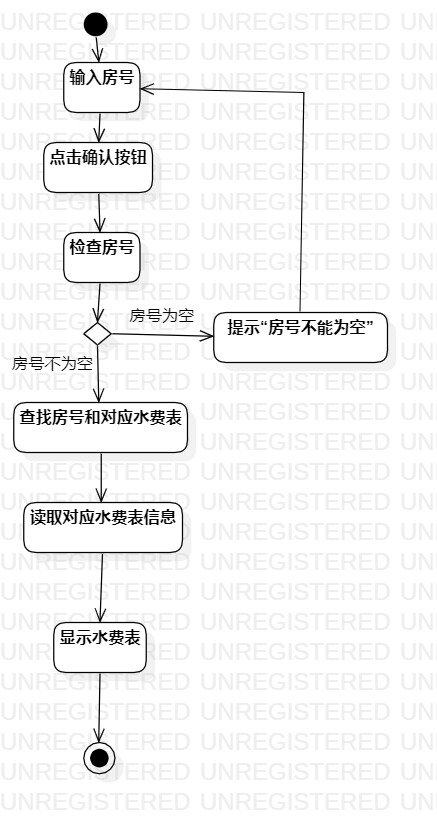 输入房号
点击确认按钮
检查房号
房号为空
提示“房号不能为空”
房号不为空
查找房号和对应水费表
读取对应水费表信息
显示水费表
UNREGISTERED